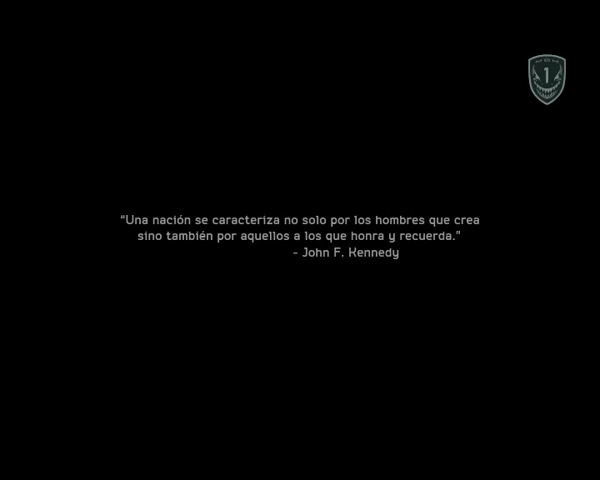 1
“Una nación se caracteriza no solo por los hombres que crea
sino también por aquellos a los que honra y recuerda.”
- John F. Kennedy